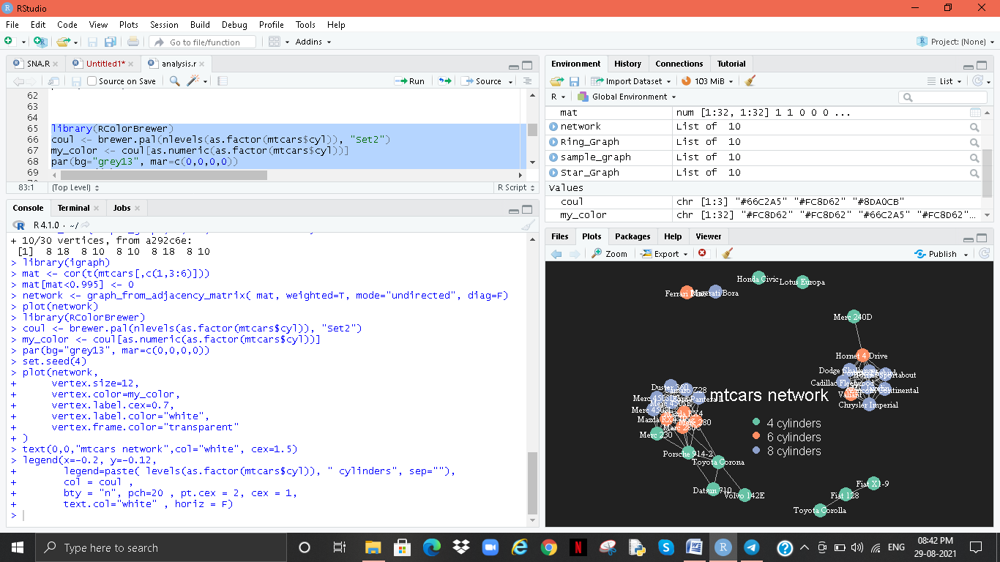 RStudio
File Edit Code View Plots Session Build Debug Profile Tools Help
Go to file/function Addins Project: (None)
SNA.R Untitled1* analysis.r
Source on Save Run Source
62
63
64
65 library(RColorBrewer)
66 coul <- brewer.pal(nlevels(as.factor(mtcars$cyl)), "Set2")
67 my_color <- coul[as.numeric(as.factor(mtcars$cyl))]
68 par(bg="grey13", mar=c(0,0,0,0))
69
83:1 (Top Level) R Script
Console Terminal Jobs
R 4.1.0 · ~/
+ 10/30 vertices, from a292c6e:
[1] 8 18 8 10 8 10 8 18 8 10
> library(igraph)
> mat <- cor(t(mtcars[,c(1,3:6)]))
> mat[mat<0.995] <- 0
> network <- graph_from_adjacency_matrix( mat, weighted=T, mode="undirected", diag=F)
> plot(network)
> library(RColorBrewer)
> coul <- brewer.pal(nlevels(as.factor(mtcars$cyl)), "Set2")
> my_color <- coul[as.numeric(as.factor(mtcars$cyl))]
> par(bg="grey13", mar=c(0,0,0,0))
> set.seed(4)
> plot(network,
+ vertex.size=12,
+ vertex.color=my_color,
+ vertex.label.cex=0.7,
+ vertex.label.color="white",
+ vertex.frame.color="transparent"
+ )
> text(0,0,"mtcars network",col="white", cex=1.5)
> legend(x=-0.2, y=-0.12,
+ legend=paste( levels(as.factor(mtcars$cyl)), " cylinders", sep=""),
+ col = coul ,
+ bty = "n", pch=20 , pt.cex = 2, cex = 1,
+ text.col="white" , horiz = F)
>
Environment History Connections Tutorial
Import Dataset 103 MiB List
R Global Environment
mat num [1:32, 1:32] 1 1 0 0 0 ...
network List of 10
Ring_Graph List of 10
sample_graph List of 10
Star_Graph List of 10
Values
coul chr [1:3] "#66C2A5" "#FC8D62" "#8DA0CB"
my_color chr [1:32] "#FC8D62" "#FC8D62" "#66C2A5" "#FC8D62"...
Files Plots Packages Help Viewer
Zoom Export Publish
Honda Civic
Lotus Europa
Ferrari Dino
Maserati Bora
Merc 240D
Hornet 4 Drive
Dodge Challenger
Hornet Sportabout
Cadillac Fleetwood
Lincoln Continental
Valiant
Chrysler Imperial
Duster 360
Camaro Z28
mtcars network
Merc 450SL
Mazda RX4
Merc 280
Merc 280C
Merc 230
4 cylinders
6 cylinders
8 cylinders
Porsche 914-2
Toyota Corona
Datsun 710
Volvo 142E
Fiat X1-9
Fiat 128
Toyota Corolla
Type here to search
ENG
08:42 PM
29-08-2021